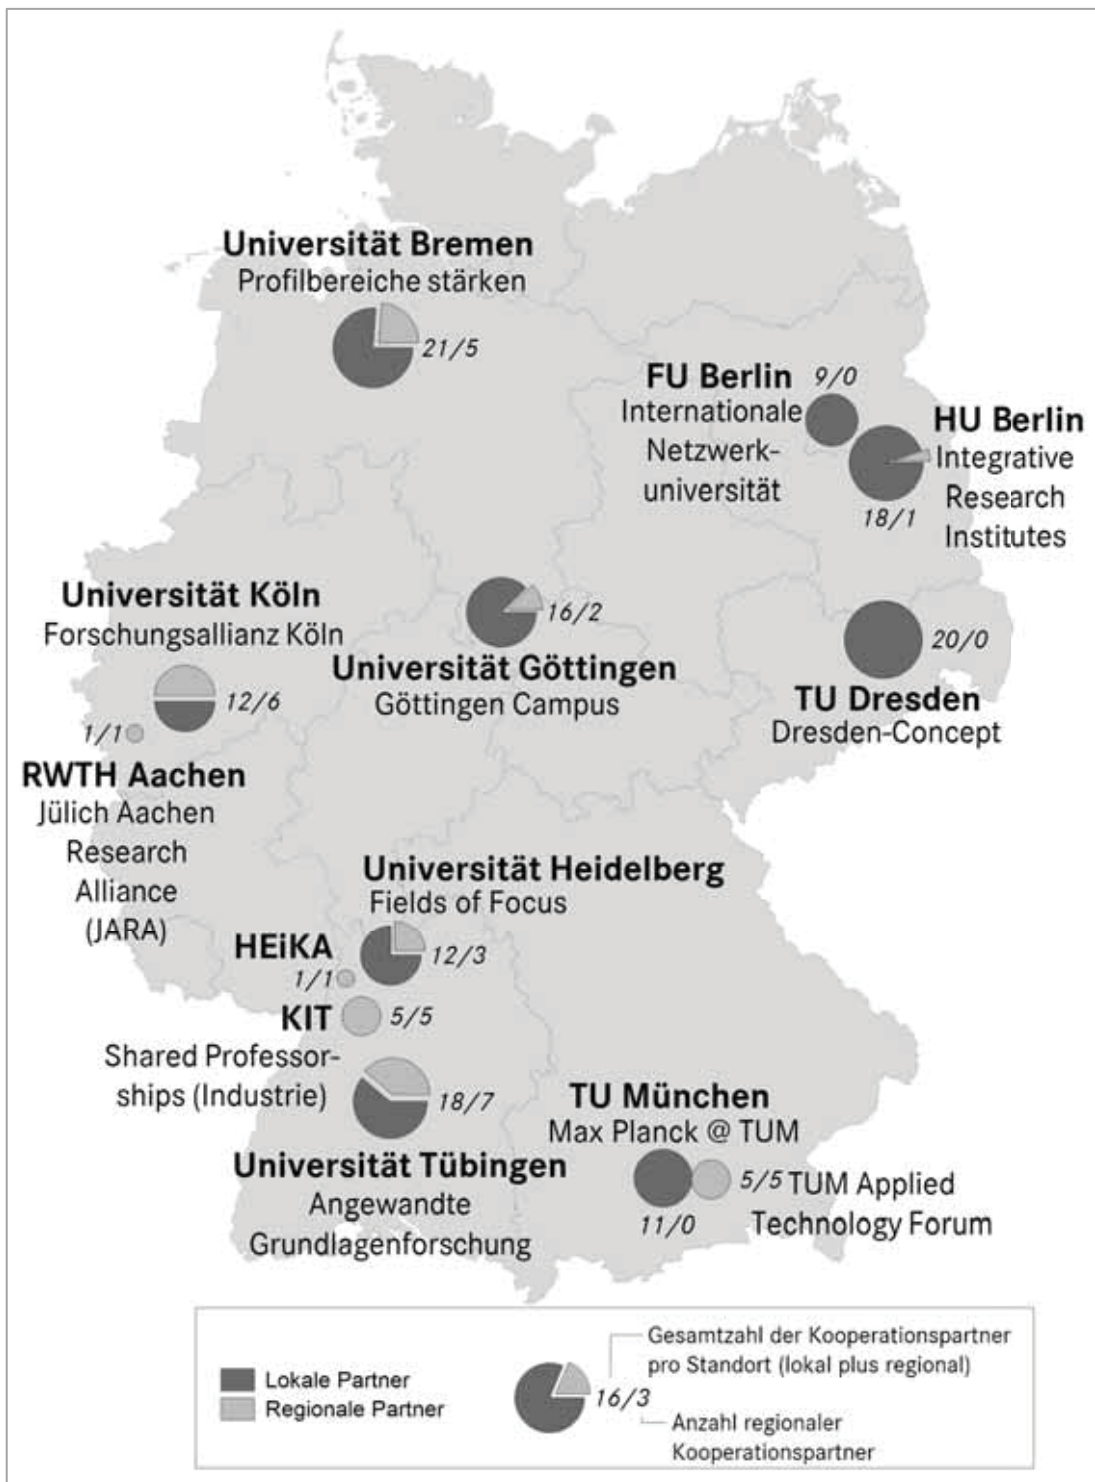 Universität Bremen
Profilbereiche stärken
21/5
FU Berlin
9/0
Internationale
Netzwerk-
universität
HU Berlin
Integrative
Research
Institutes
18/1
Universität Köln
Forschungsallianz Köln
12/6
16/2
Universität Göttingen
Göttingen Campus
20/0
TU Dresden
Dresden-Concept
1/1
RWTH Aachen
Jülich Aachen
Research
Alliance
(JARA)
Universität Heidelberg
Fields of Focus
12/3
HEiKA
1/1
KIT
5/5
Shared Professor-
ships (Industrie)
18/7
Universität Tübingen
Angewandte
Grundlagenforschung
TU München
Max Planck @ TUM
11/0
5/5
TUM Applied
Technology Forum
Lokale Partner
Regionale Partner
16/3
Gesamtzahl der Kooperationspartner
pro Standort (lokal plus regional)
Anzahl regionaler
Kooperationspartner